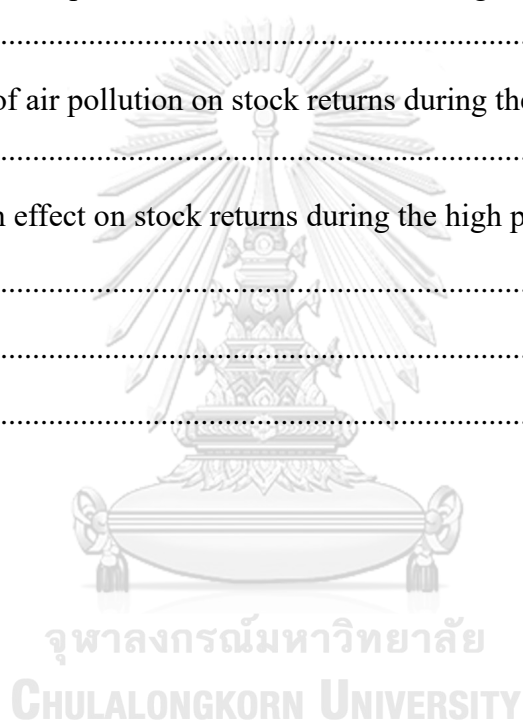 of air pollution on stock returns during the
effect on stock returns during the high p
จุฬาลงกรณ์มหาวิทยาลัย
CHULALONGKORN UNIVERSITY